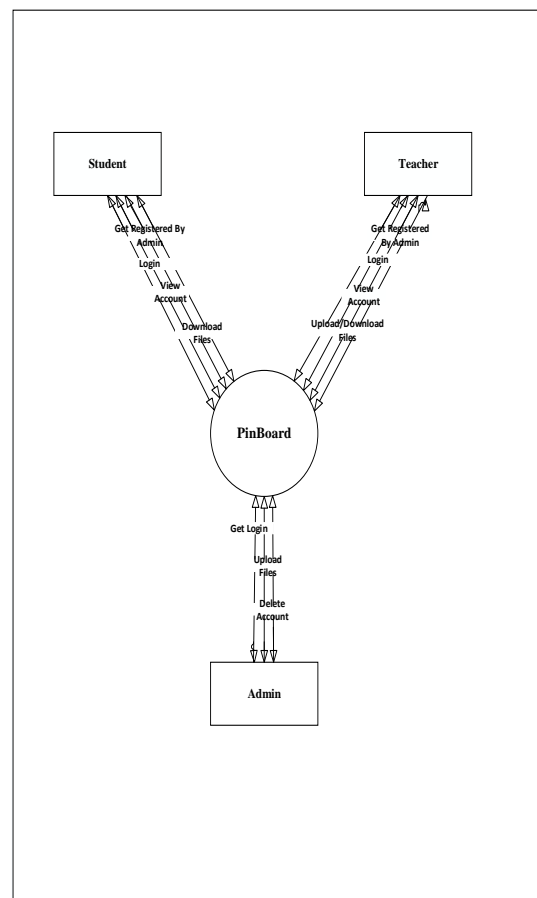 Student
Teacher
Get Registered By
Admin
Login
View
Account
Download
Files
Get Registered
By Admin
Login
View
Account
Upload/Download
Files
PinBoard
Get Login
Upload
Files
Delete
Account
Admin